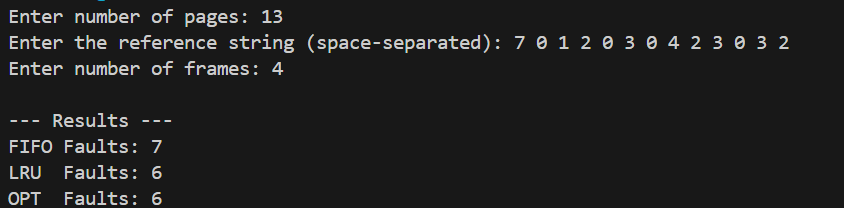 Enter number of pages: 13
Enter the reference string (space-separated): 7 0 1 2 0 3 0 4 2 3 0 3 2
Enter number of frames: 4
--- Results ---
FIFO Faults: 7
LRU  Faults: 6
OPT  Faults: 6